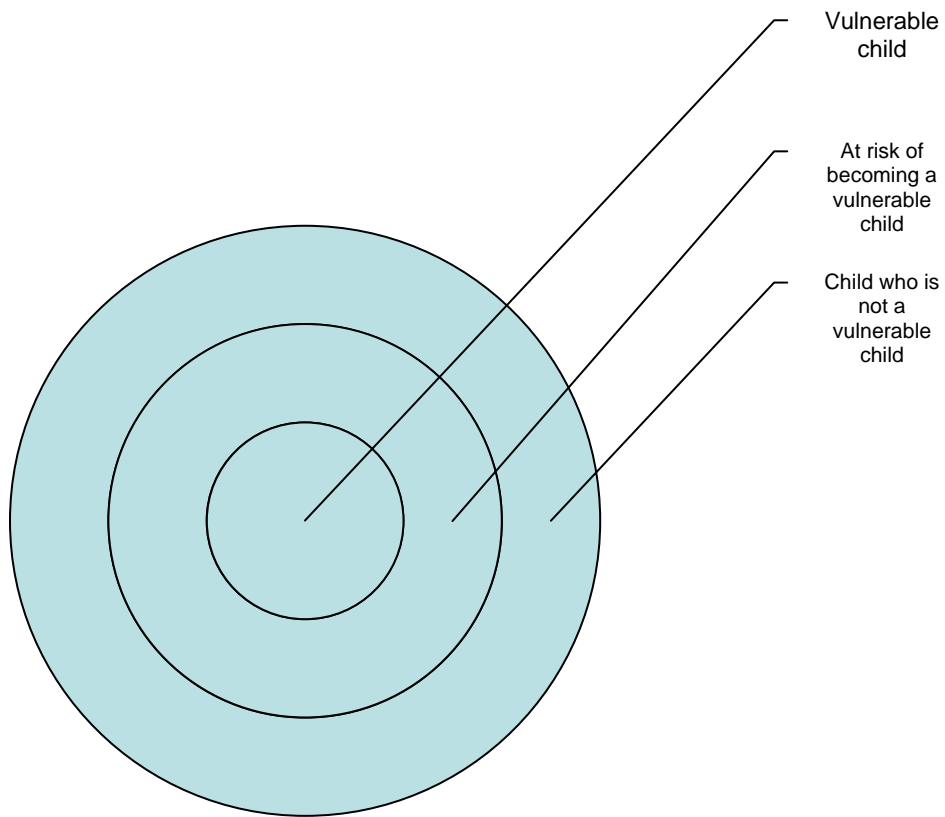 Vulnerable
child
At risk of
becoming a
vulnerable
child
Child who is
not a
vulnerable
child